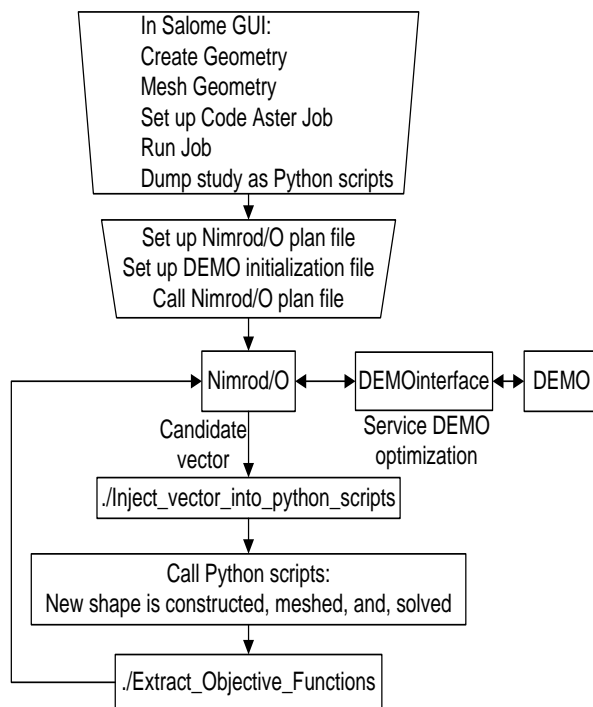 In Salome GUI:
Create Geometry
Mesh Geometry
Set up Code Aster Job
Run Job
Dump study as Python scripts
Set up Nimrod/O plan file
Set up DEMO initialization file
Call Nimrod/O plan file
Nimrod/O
DEMOinterface
DEMO
Service DEMO
optimization
Candidate
vector
./Inject_vector_into_python_scripts
Call Python scripts:
New shape is constructed, meshed, and, solved
./Extract_Objective_Functions